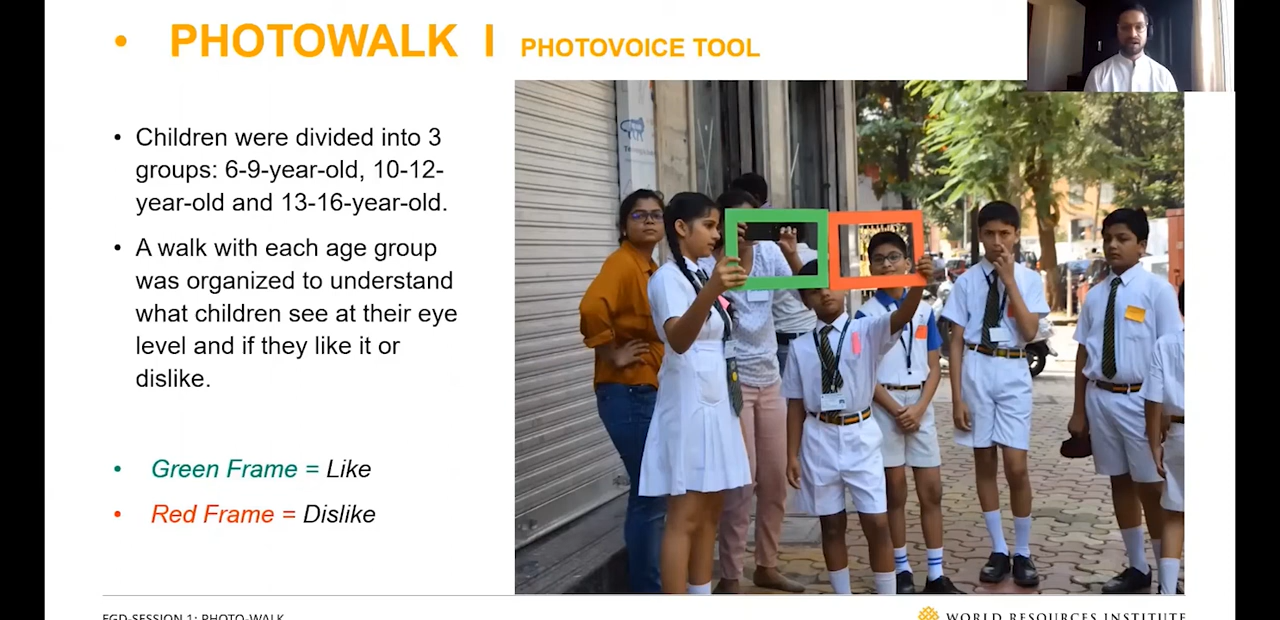 • PHOTOWALK I PHOTOVOICE TOOL
• Children were divided into 3
groups: 6-9-year-old, 10-12-
year-old and 13-16-year-old.
• A walk with each age group
was organized to understand
what children see at their eye
level and if they like it or
dislike.
• Green Frame = Like
• Red Frame = Dislike
FGD-SESSION 1: PHOTO-WALK
WORLD RESOURCES INSTITUTE